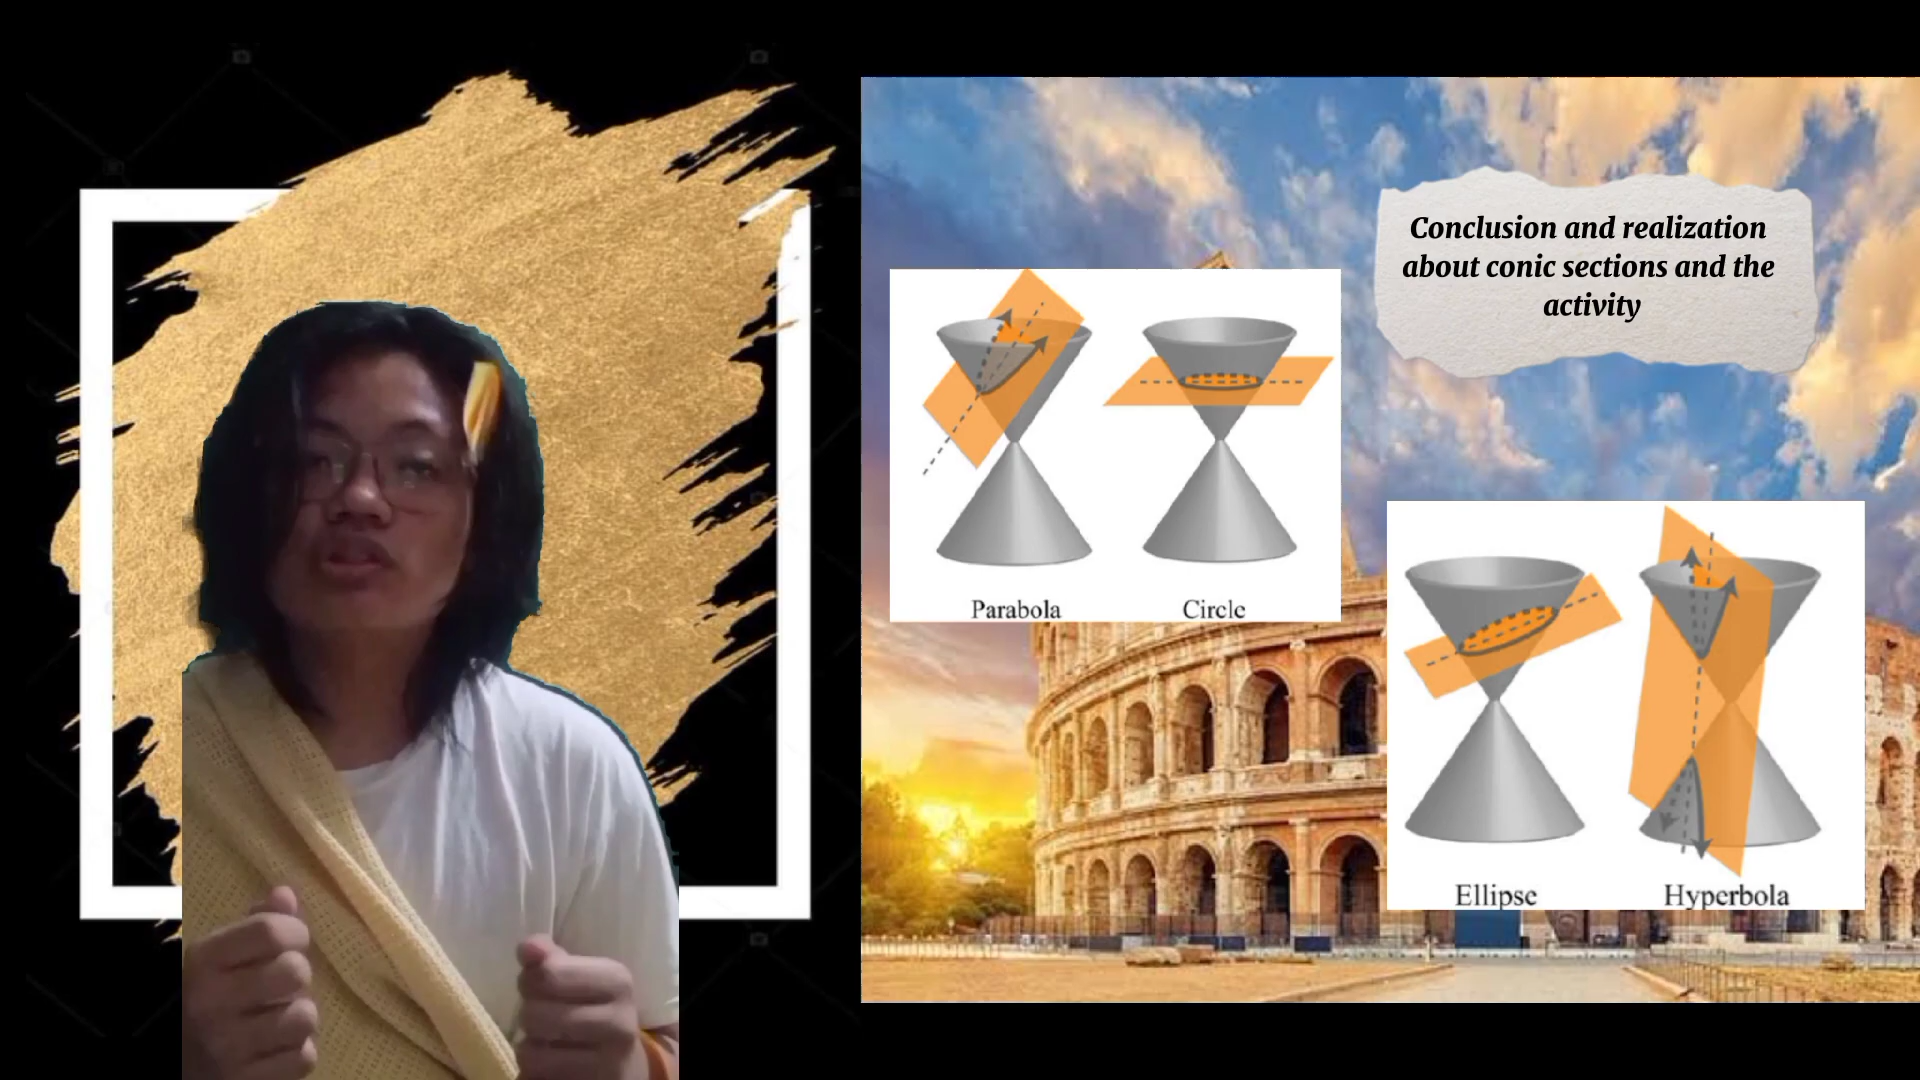 Conclusion and realization
about conic sections and the
activity
Parabola
Circle
Ellipse
Hyperbola